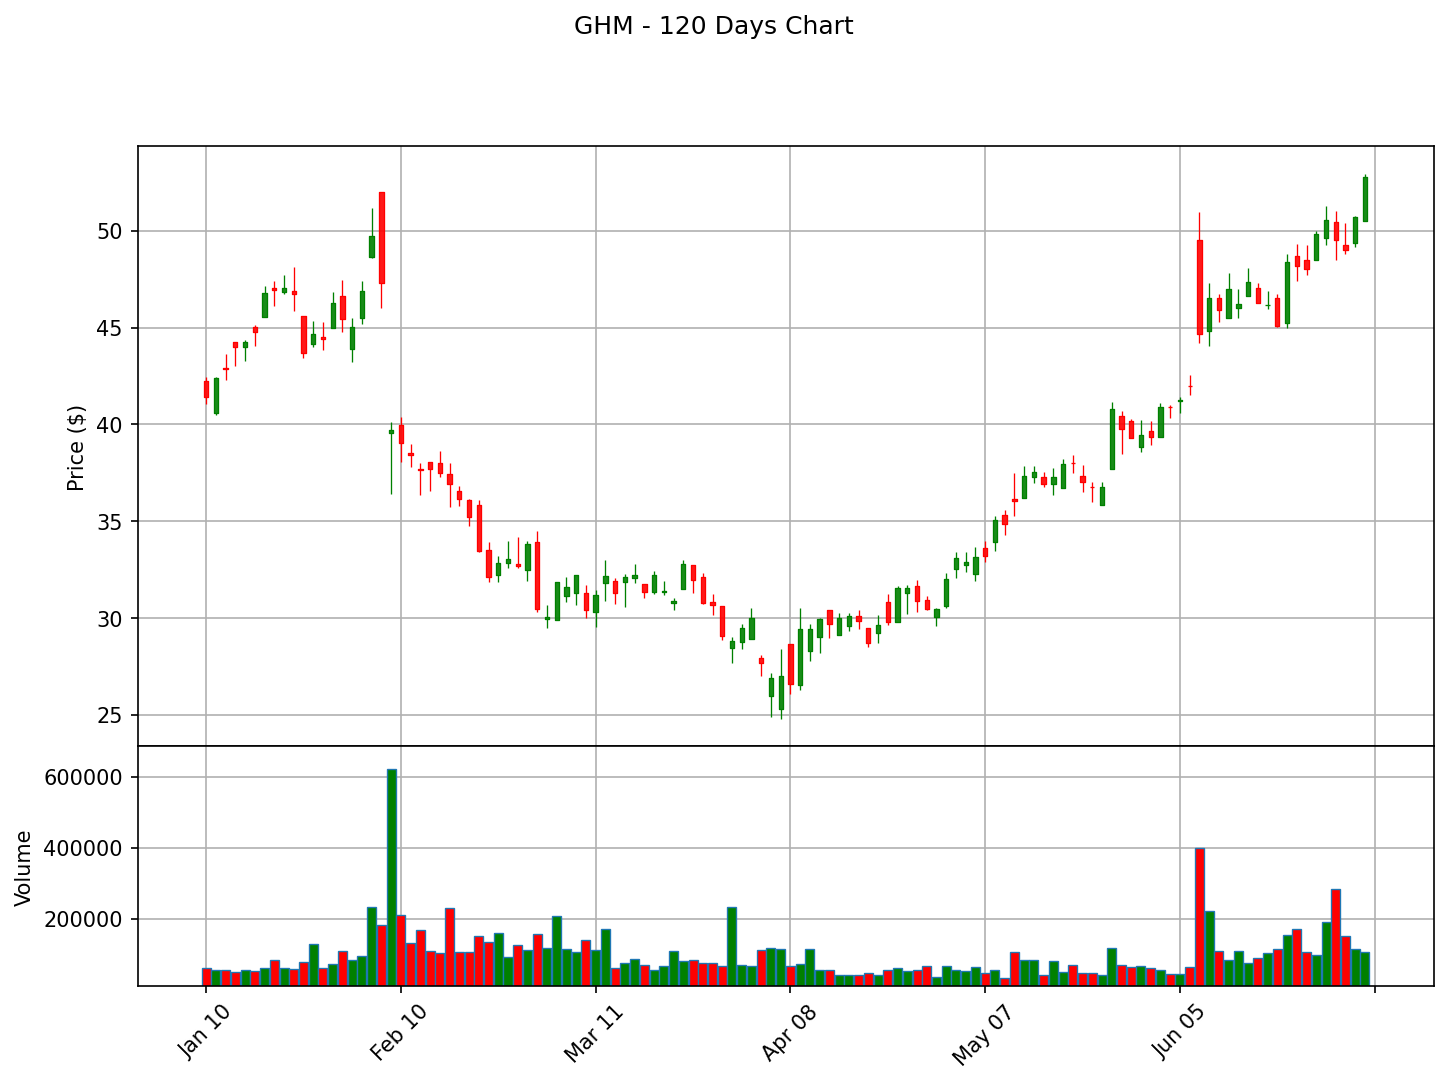 GHM - 120 Days Chart
Price ($)
50
45
40
35
30
25
Volume
600000
400000
200000
Jan 10
Feb 10
Mar 11
Apr 08
May 07
Jun 05